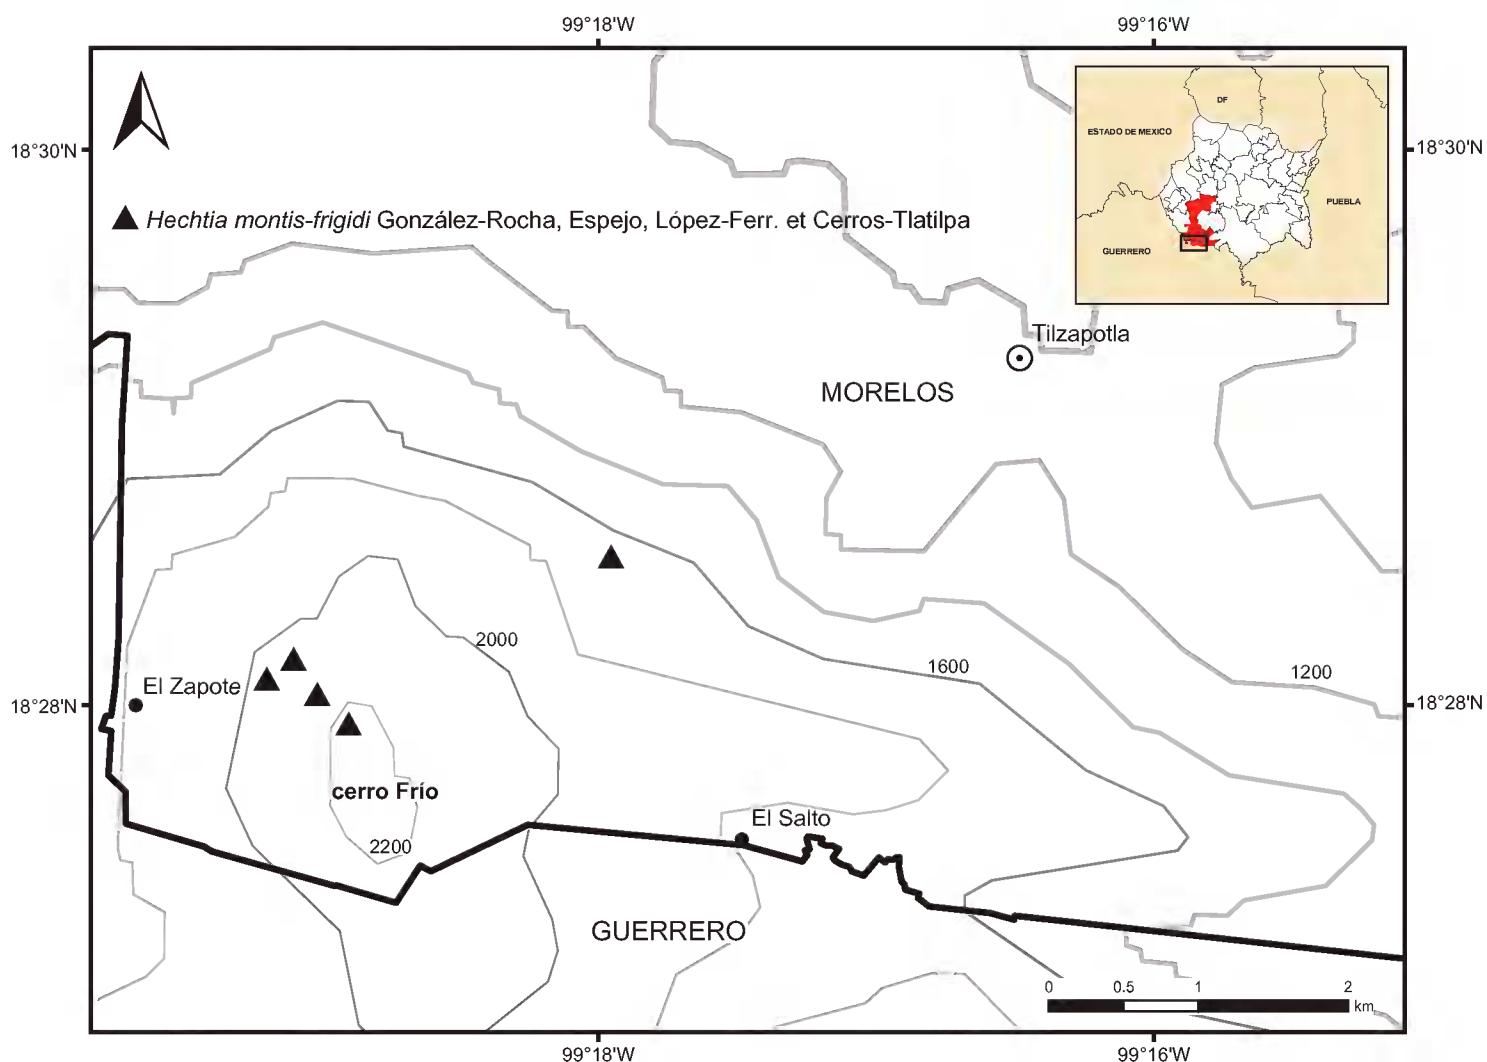 99°18'W
99°16'W
DF
ESTADO DE MEXICO
18°30'N
18°30'N
PUEBLA
Hechtia montis-frigidi González-Rocha, Espejo, López-Ferr. et Cerros-Tlatilpa
GUERRERO
Tilzapotla
MORELOS
2000
1600
1200
El Zapote
18°28'N
18°28'N
cerro Frío
El Salto
2200
GUERRERO
0 0.5 1 2
km
99°18'W
99°16'W